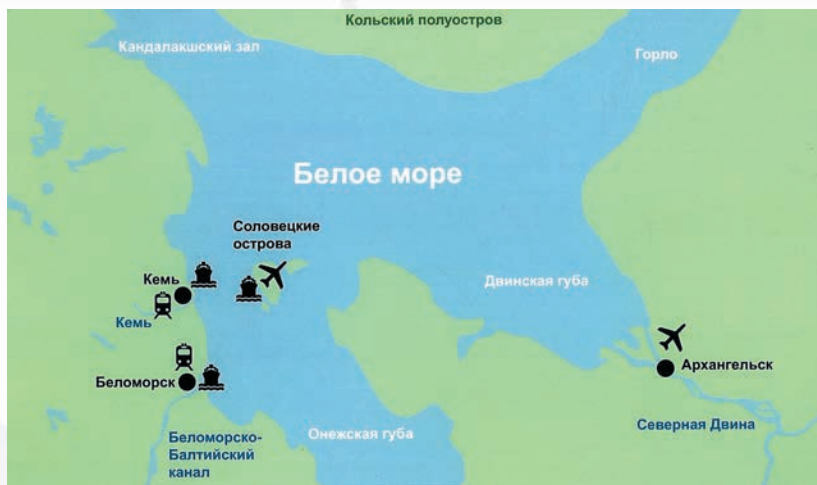 Кольский полуостров
Кандалакшский зал
Горло
Белое море
Соловецкие
острова
Кемь
Двинская губа
Кемь
Архангельск
Беломорск
Северная Двина
Беломорско-
Балтийский
канал
Онежская губа